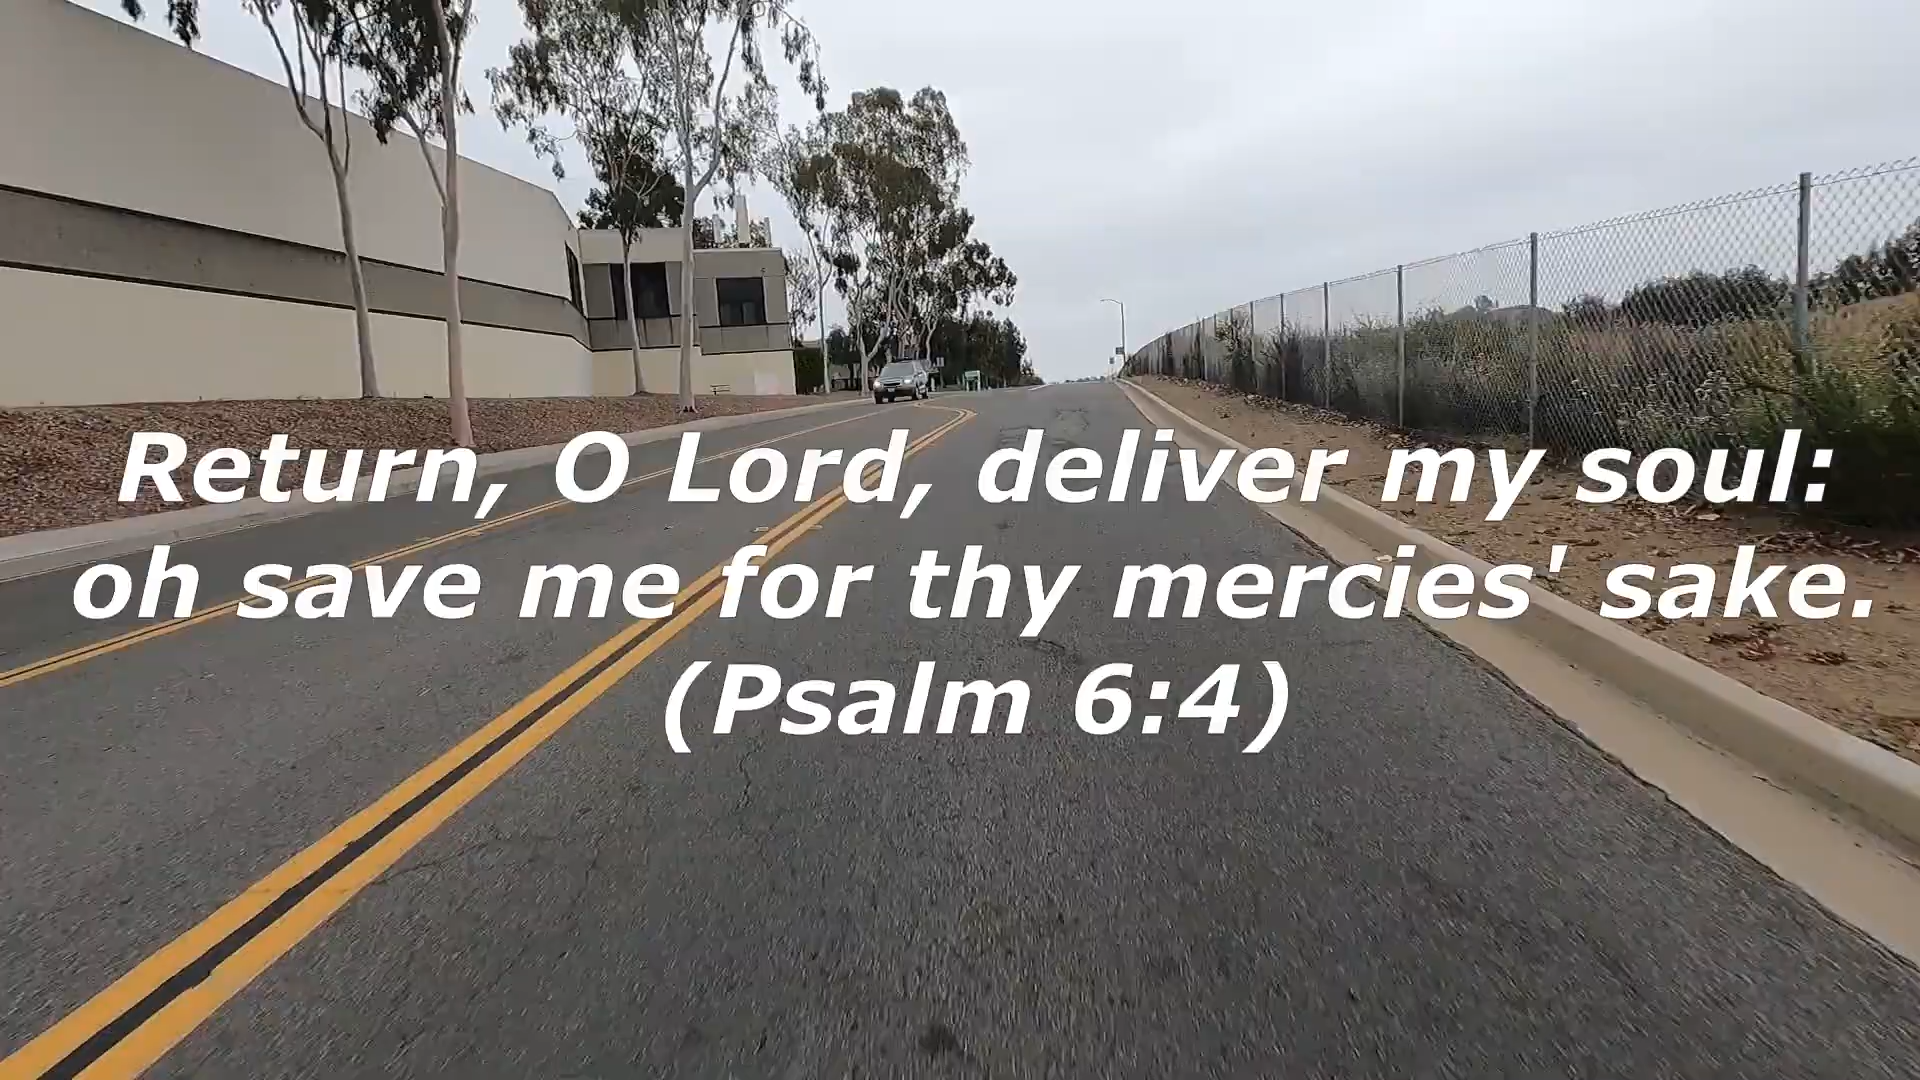 Return, O Lord, deliver my soul:
oh save me for thy mercies' sake.
(Psalm 6:4)